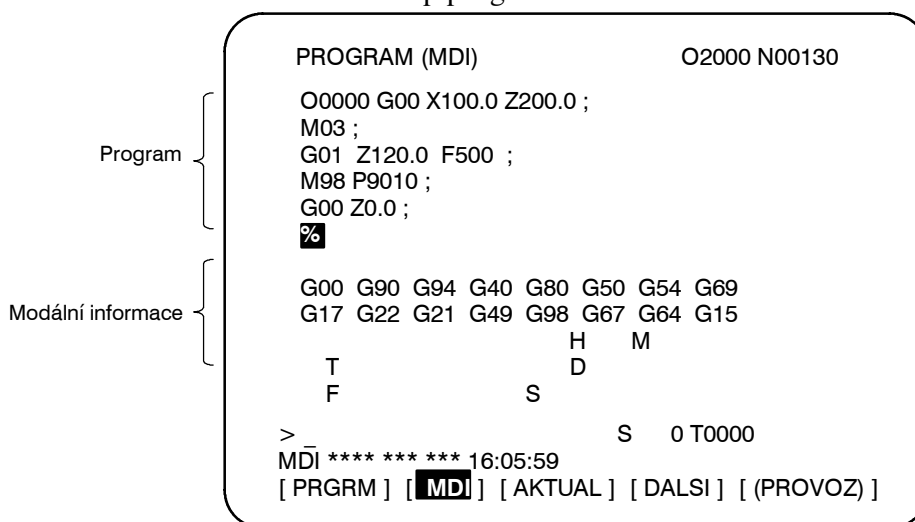 PROGRAM (MDI) O2000 N00130
O0000 G00 X100.0 Z200.0 ;
M03 ;
Program
G01 Z120.0 F500 ;
M98 P9010 ;
G00 Z0.0 ;
%
G00 G90 G94 G40 G80 G50 G54 G69
Modální informace
G17 G22 G21 G49 G98 G67 G64 G15
H M
T D
F S
> _ S 0 T0000
MDI **** *** *** 16:05:59
[ PRGRM ] [ MDI ] [ AKTUAL ] [ DALSI ] [ (PROVOZ) ]